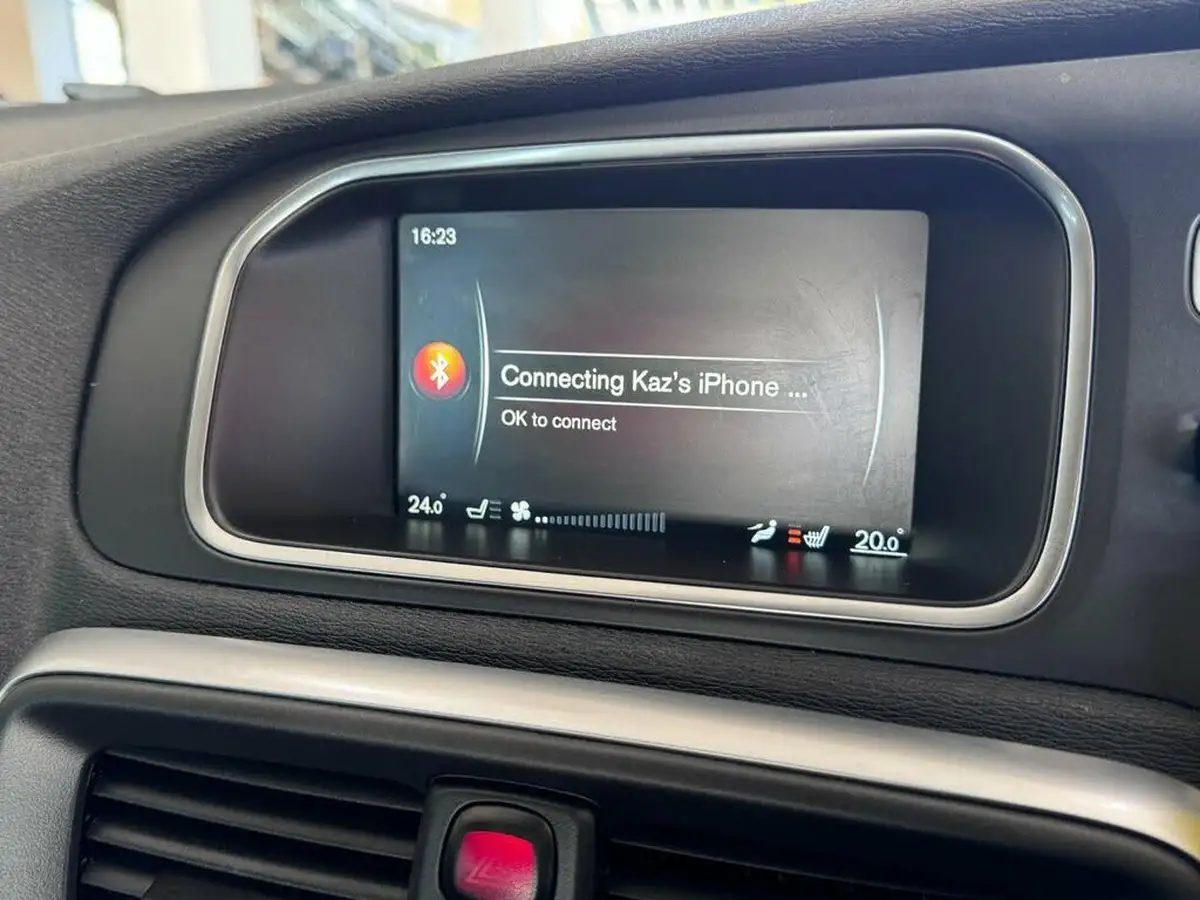 16:23
Connecting Kaz's iPhone ...
OK to connect
24.0°
20.0°